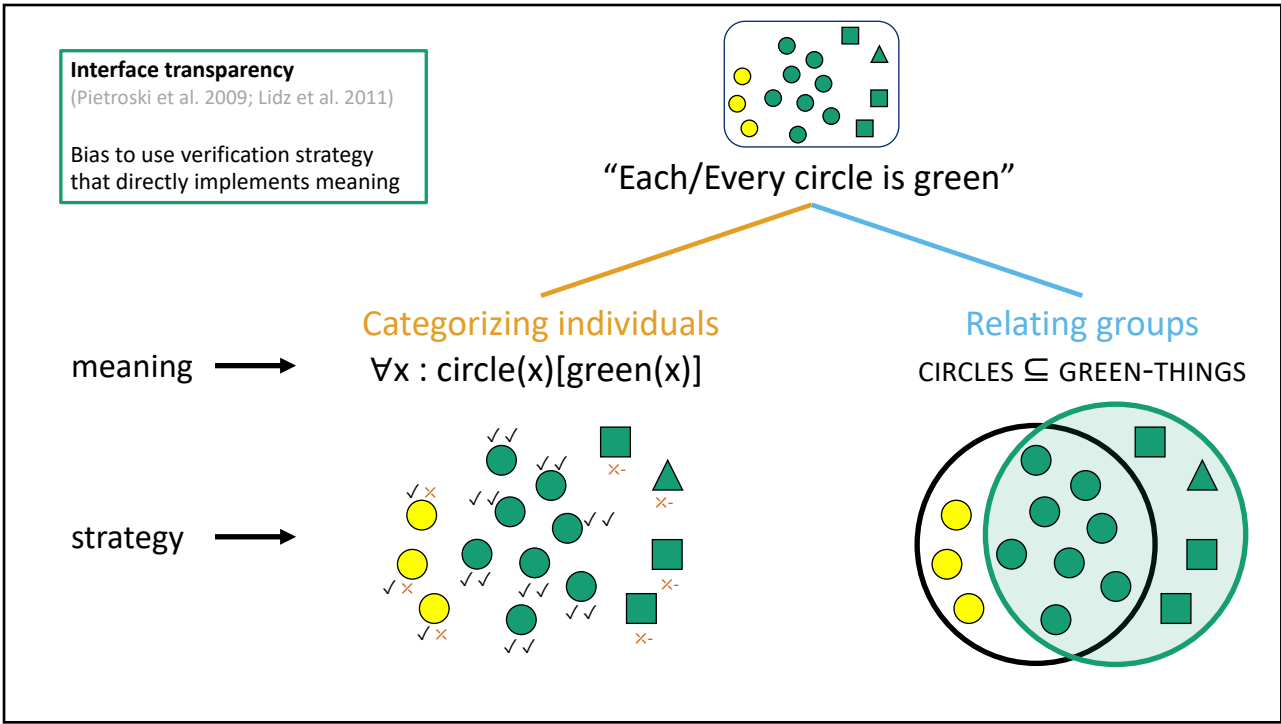 Interface transparency
(Pietroski et al. 2009; Lidz et al. 2011)
Bias to use verification strategy
that directly implements meaning
“Each/Every circle is green”
Categorizing individuals
Relating groups
meaning
∀x : circle(x)[green(x)]
CIRCLES ⊆ GREEN-THINGS
strategy